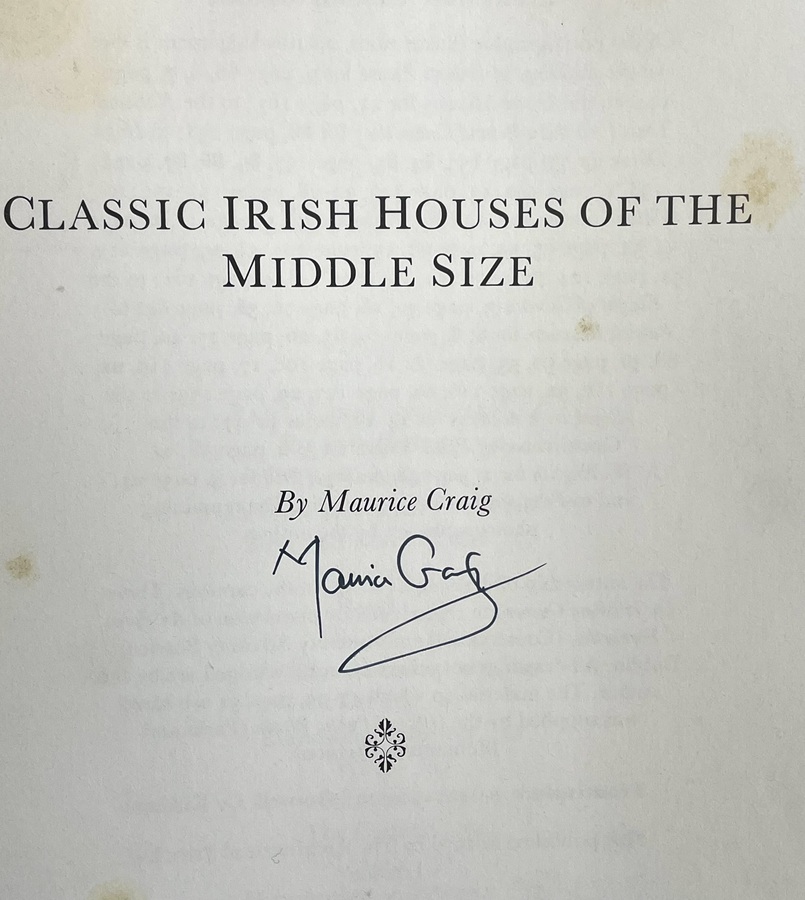 CLASSIC IRISH HOUSES OF THE
MIDDLE SIZE
By Maurice Craig
Maurice Craig